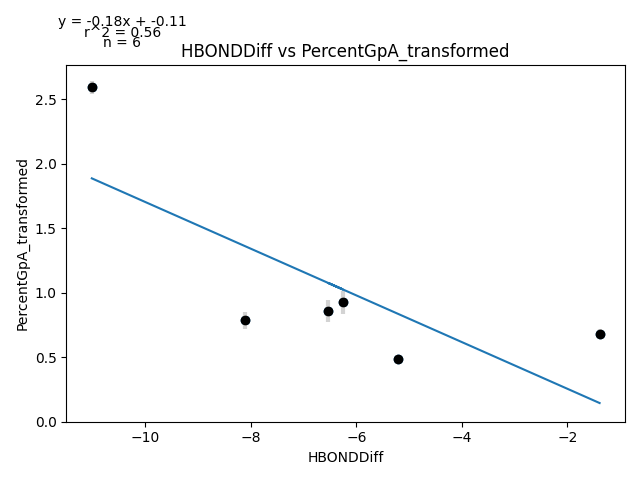 y = -0.18x + -0.11
r^2 = 0.56
n = 6
HBONDDiff vs PercentGpA_transformed
2.5
2.0
1.5
1.0
0.5
0.0
PercentGpA_transformed
−10
−8
−6
−4
−2
HBONDDiff